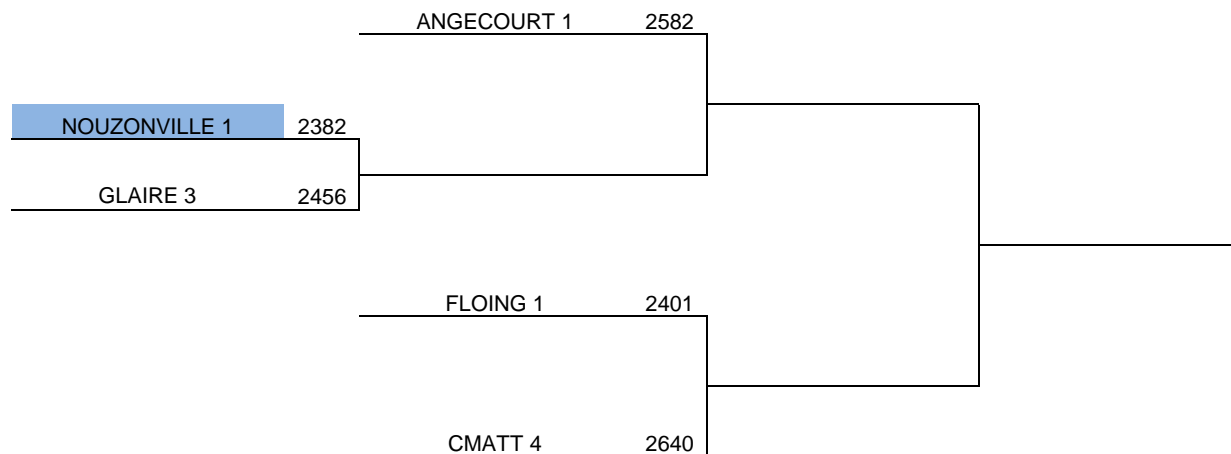 ANGECOURT 1 2582
NOUZONVILLE 1 2382
GLAIRE 3 2456
FLOING 1 2401
CMATT 4 2640